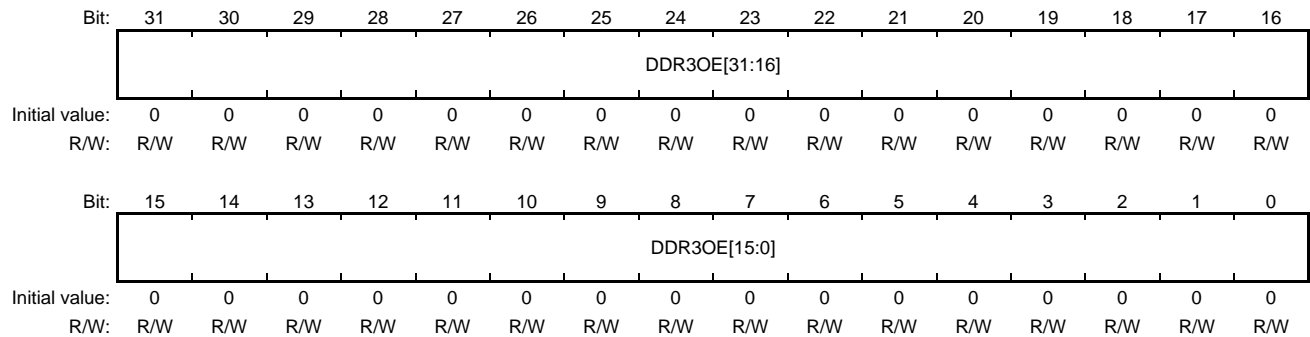 Bit: 31 30 29 28 27 26 25 24 23 22 21 20 19 18 17 16
DDR3OE[31:16]
Initial value: 0 0 0 0 0 0 0 0 0 0 0 0 0 0 0 0
R/W: R/W R/W R/W R/W R/W R/W R/W R/W R/W R/W R/W R/W R/W R/W R/W R/W
Bit: 15 14 13 12 11 10 9 8 7 6 5 4 3 2 1 0
DDR3OE[15:0]
Initial value: 0 0 0 0 0 0 0 0 0 0 0 0 0 0 0 0
R/W: R/W R/W R/W R/W R/W R/W R/W R/W R/W R/W R/W R/W R/W R/W R/W R/W